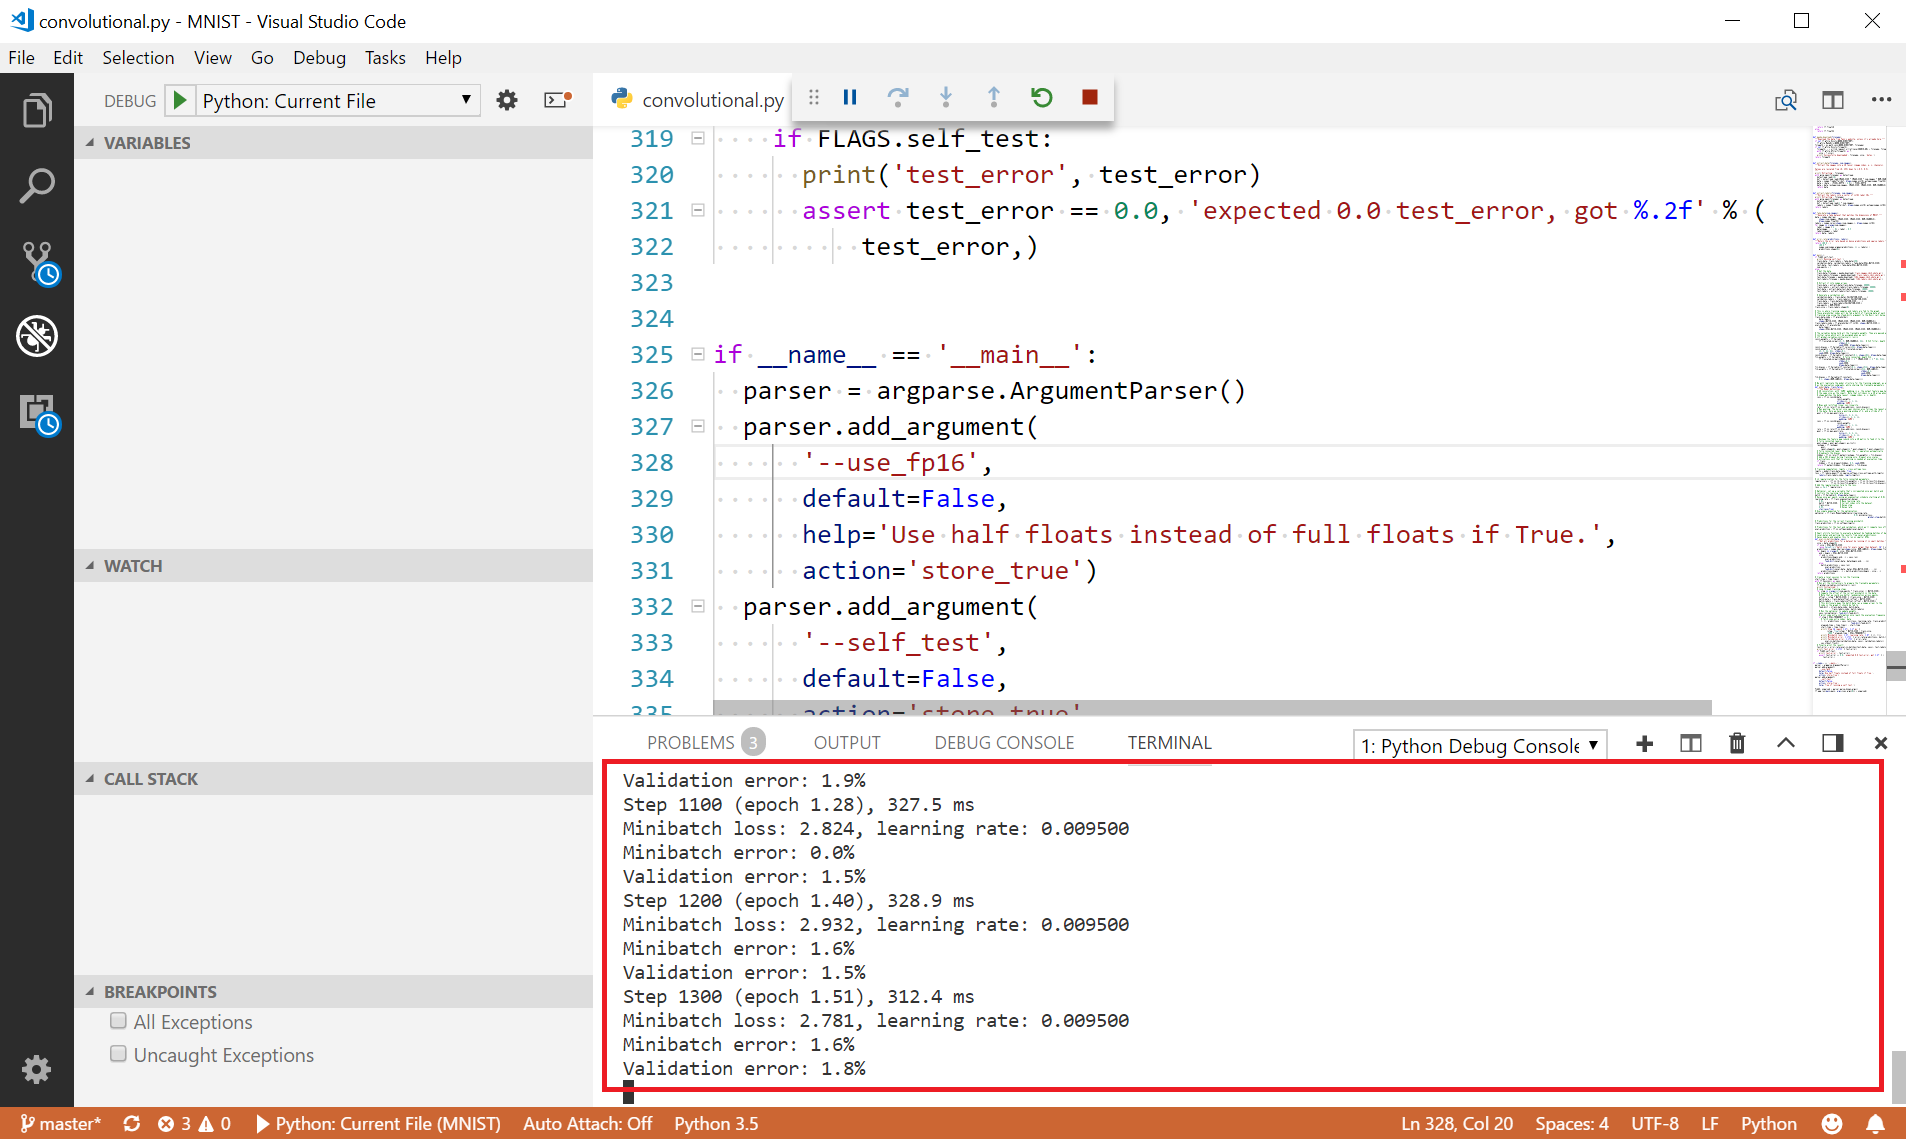 convolutional.py - MNIST - Visual Studio Code
File Edit Selection View Go Debug Tasks Help
DEBUG Python: Current File
convolutional.py
VARIABLES
WATCH
CALL STACK
BREAKPOINTS
All Exceptions
Uncaught Exceptions
319 if FLAGS.self_test:
320 print('test_error', test_error)
321 assert test_error == 0.0, 'expected 0.0 test_error, got %.2f' % (
322 test_error,)
323
324
325 if __name__ == '__main__':
326 parser = argparse.ArgumentParser()
327 parser.add_argument(
328 '--use_fp16',
329 default=False,
330 help='Use half floats instead of full floats if True.',
331 action='store_true')
332 parser.add_argument(
333 '--self_test',
334 default=False,
335 action='store_true'
PROBLEMS 3 OUTPUT DEBUG CONSOLE TERMINAL 1: Python Debug Console
Validation error: 1.9%
Step 1100 (epoch 1.28), 327.5 ms
Minibatch loss: 2.824, learning rate: 0.009500
Minibatch error: 0.0%
Validation error: 1.5%
Step 1200 (epoch 1.40), 328.9 ms
Minibatch loss: 2.932, learning rate: 0.009500
Minibatch error: 1.6%
Validation error: 1.5%
Step 1300 (epoch 1.51), 312.4 ms
Minibatch loss: 2.781, learning rate: 0.009500
Minibatch error: 1.6%
Validation error: 1.8%
master* 3 0 Python: Current File (MNIST) Auto Attach: Off Python 3.5 Ln 328, Col 20 Spaces: 4 UTF-8 LF Python